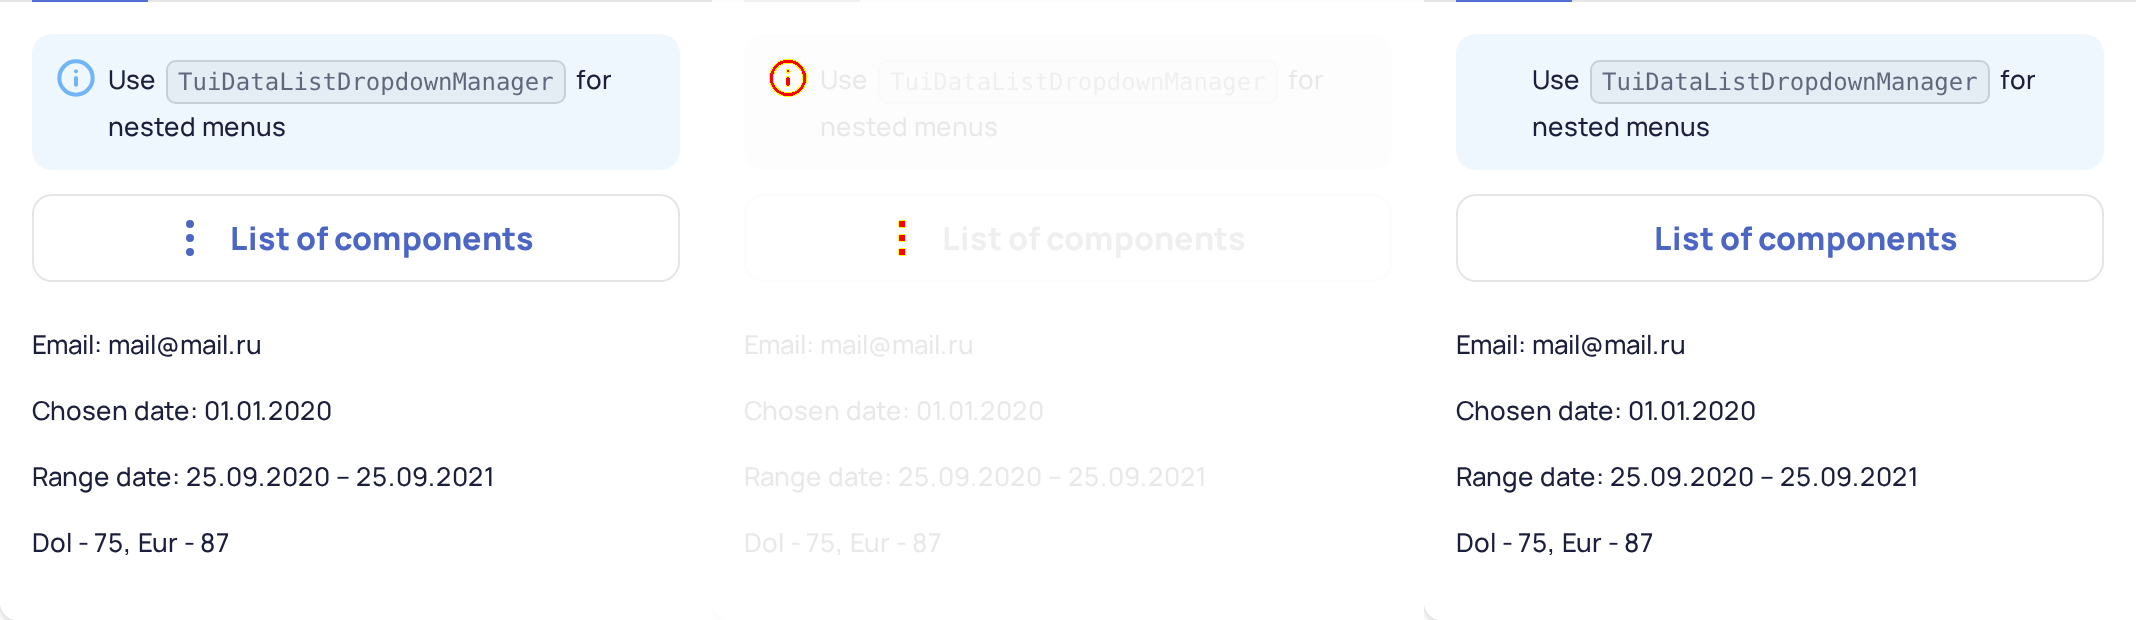 Use TuiDataListDropdownManager for
nested menus
List of components
Email: mail@mail.ru
Chosen date: 01.01.2020
Range date: 25.09.2020 – 25.09.2021
Dol - 75, Eur - 87
Use TuiDataListDropdownManager for
nested menus
List of components
Email: mail@mail.ru
Chosen date: 01.01.2020
Range date: 25.09.2020 – 25.09.2021
Dol - 75, Eur - 87
Use TuiDataListDropdownManager for
nested menus
List of components
Email: mail@mail.ru
Chosen date: 01.01.2020
Range date: 25.09.2020 – 25.09.2021
Dol - 75, Eur - 87